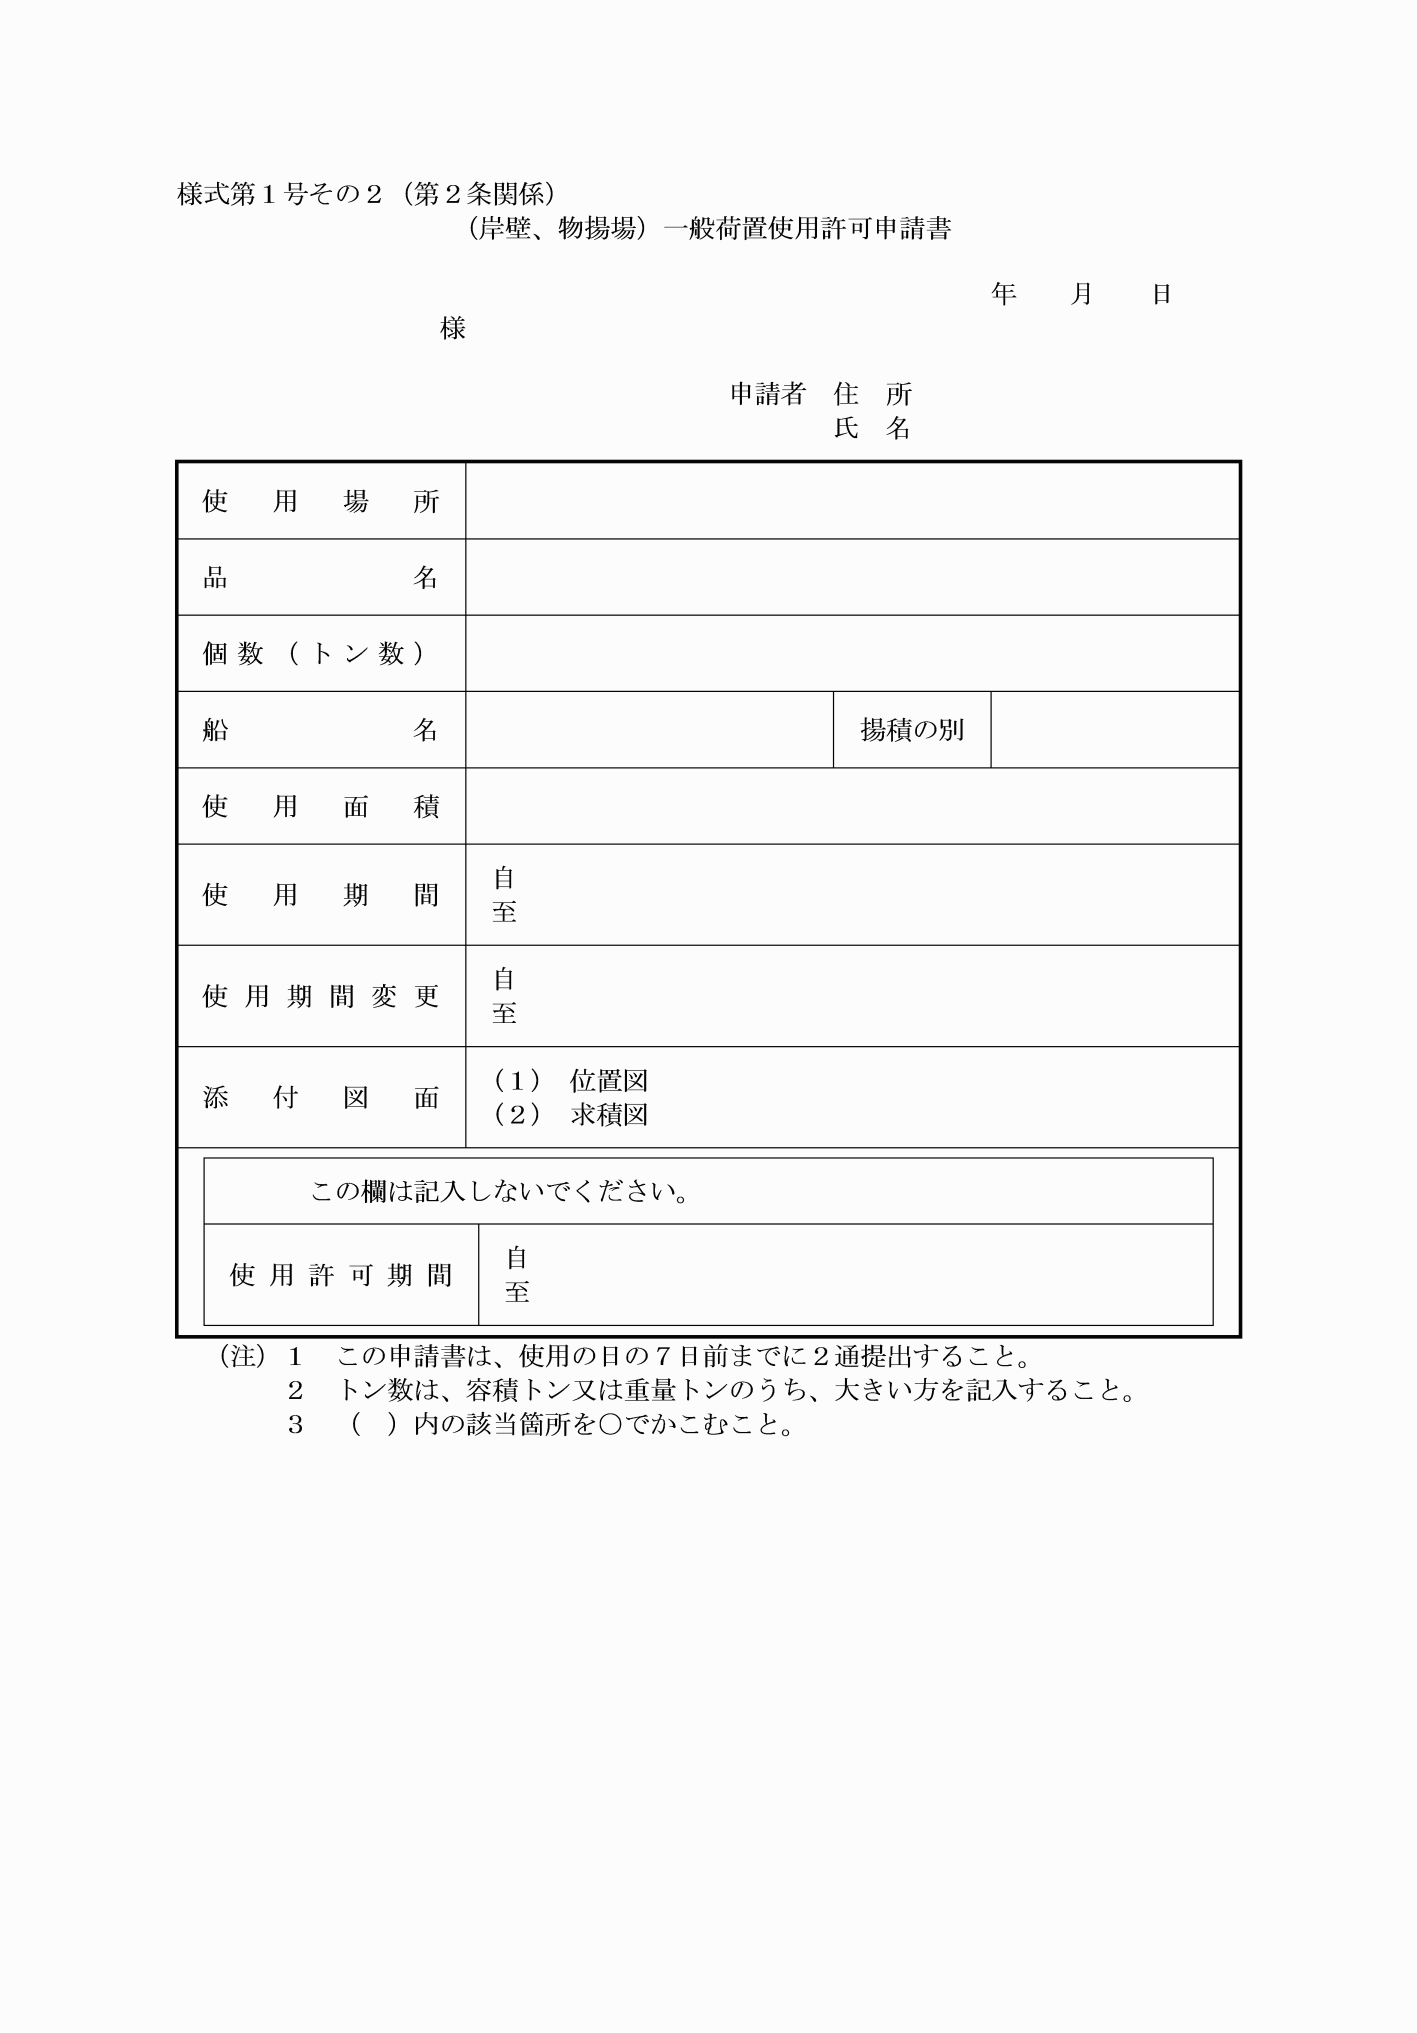 様式第１号その２（第２条関係）
（岸壁、物揚場）一般荷置使用許可申請書
年　　月　　日
様
申請者　住　所
氏　名
使用場所
品名
個数（トン数）
船名　揚積の別
使用面積
使用期間　自
至
使用期間変更　自
至
添付図面　（１）　位置図
（２）　求積図
この欄は記入しないでください。
使用許可期間　自
至
（注）１　この申請書は、使用の日の７日前までに２通提出すること。
２　トン数は、容積トン又は重量トンのうち、大きい方を記入すること。
３　（　）内の該当箇所を○でかこむこと。